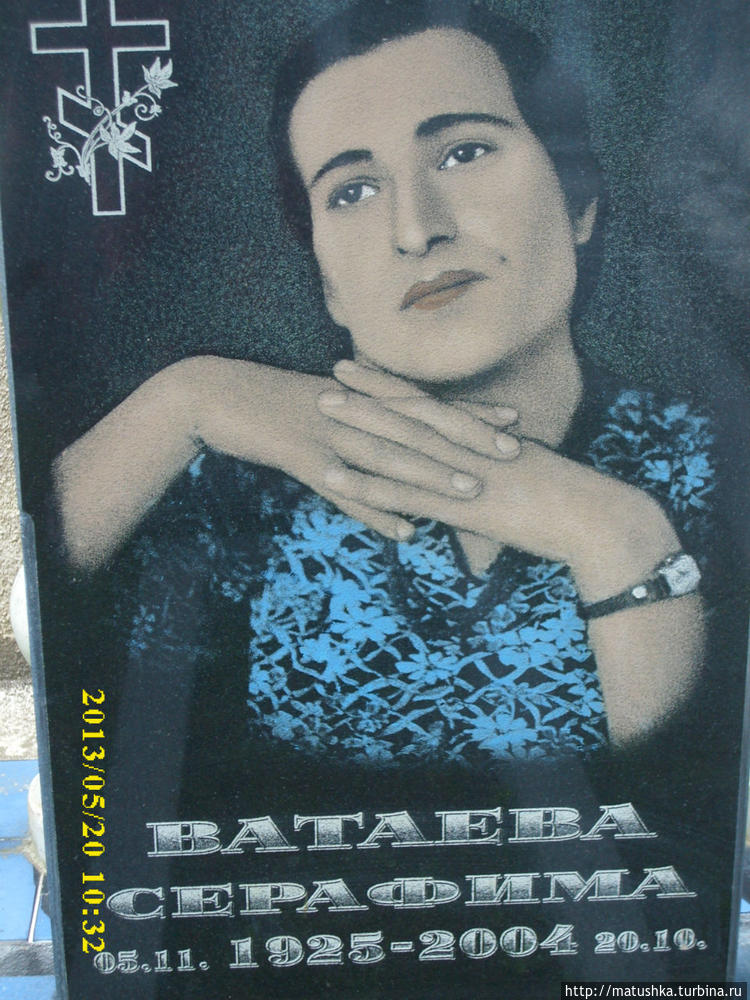 2013/05/20 10:32
ВАТАЕВА
СЕРАФИМА
05.11. 1925-2004 20.10.
http://matushka.turbina.ru